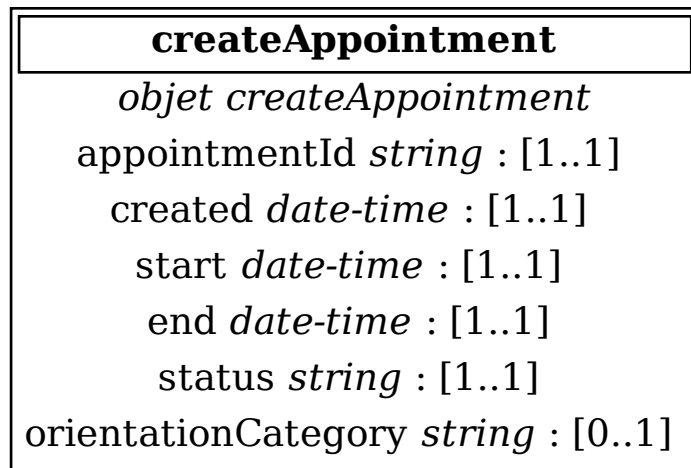 createAppointment
objet createAppointment
appointmentId string : [1..1]
created date-time : [1..1]
start date-time : [1..1]
end date-time : [1..1]
status string : [1..1]
orientationCategory string : [0..1]